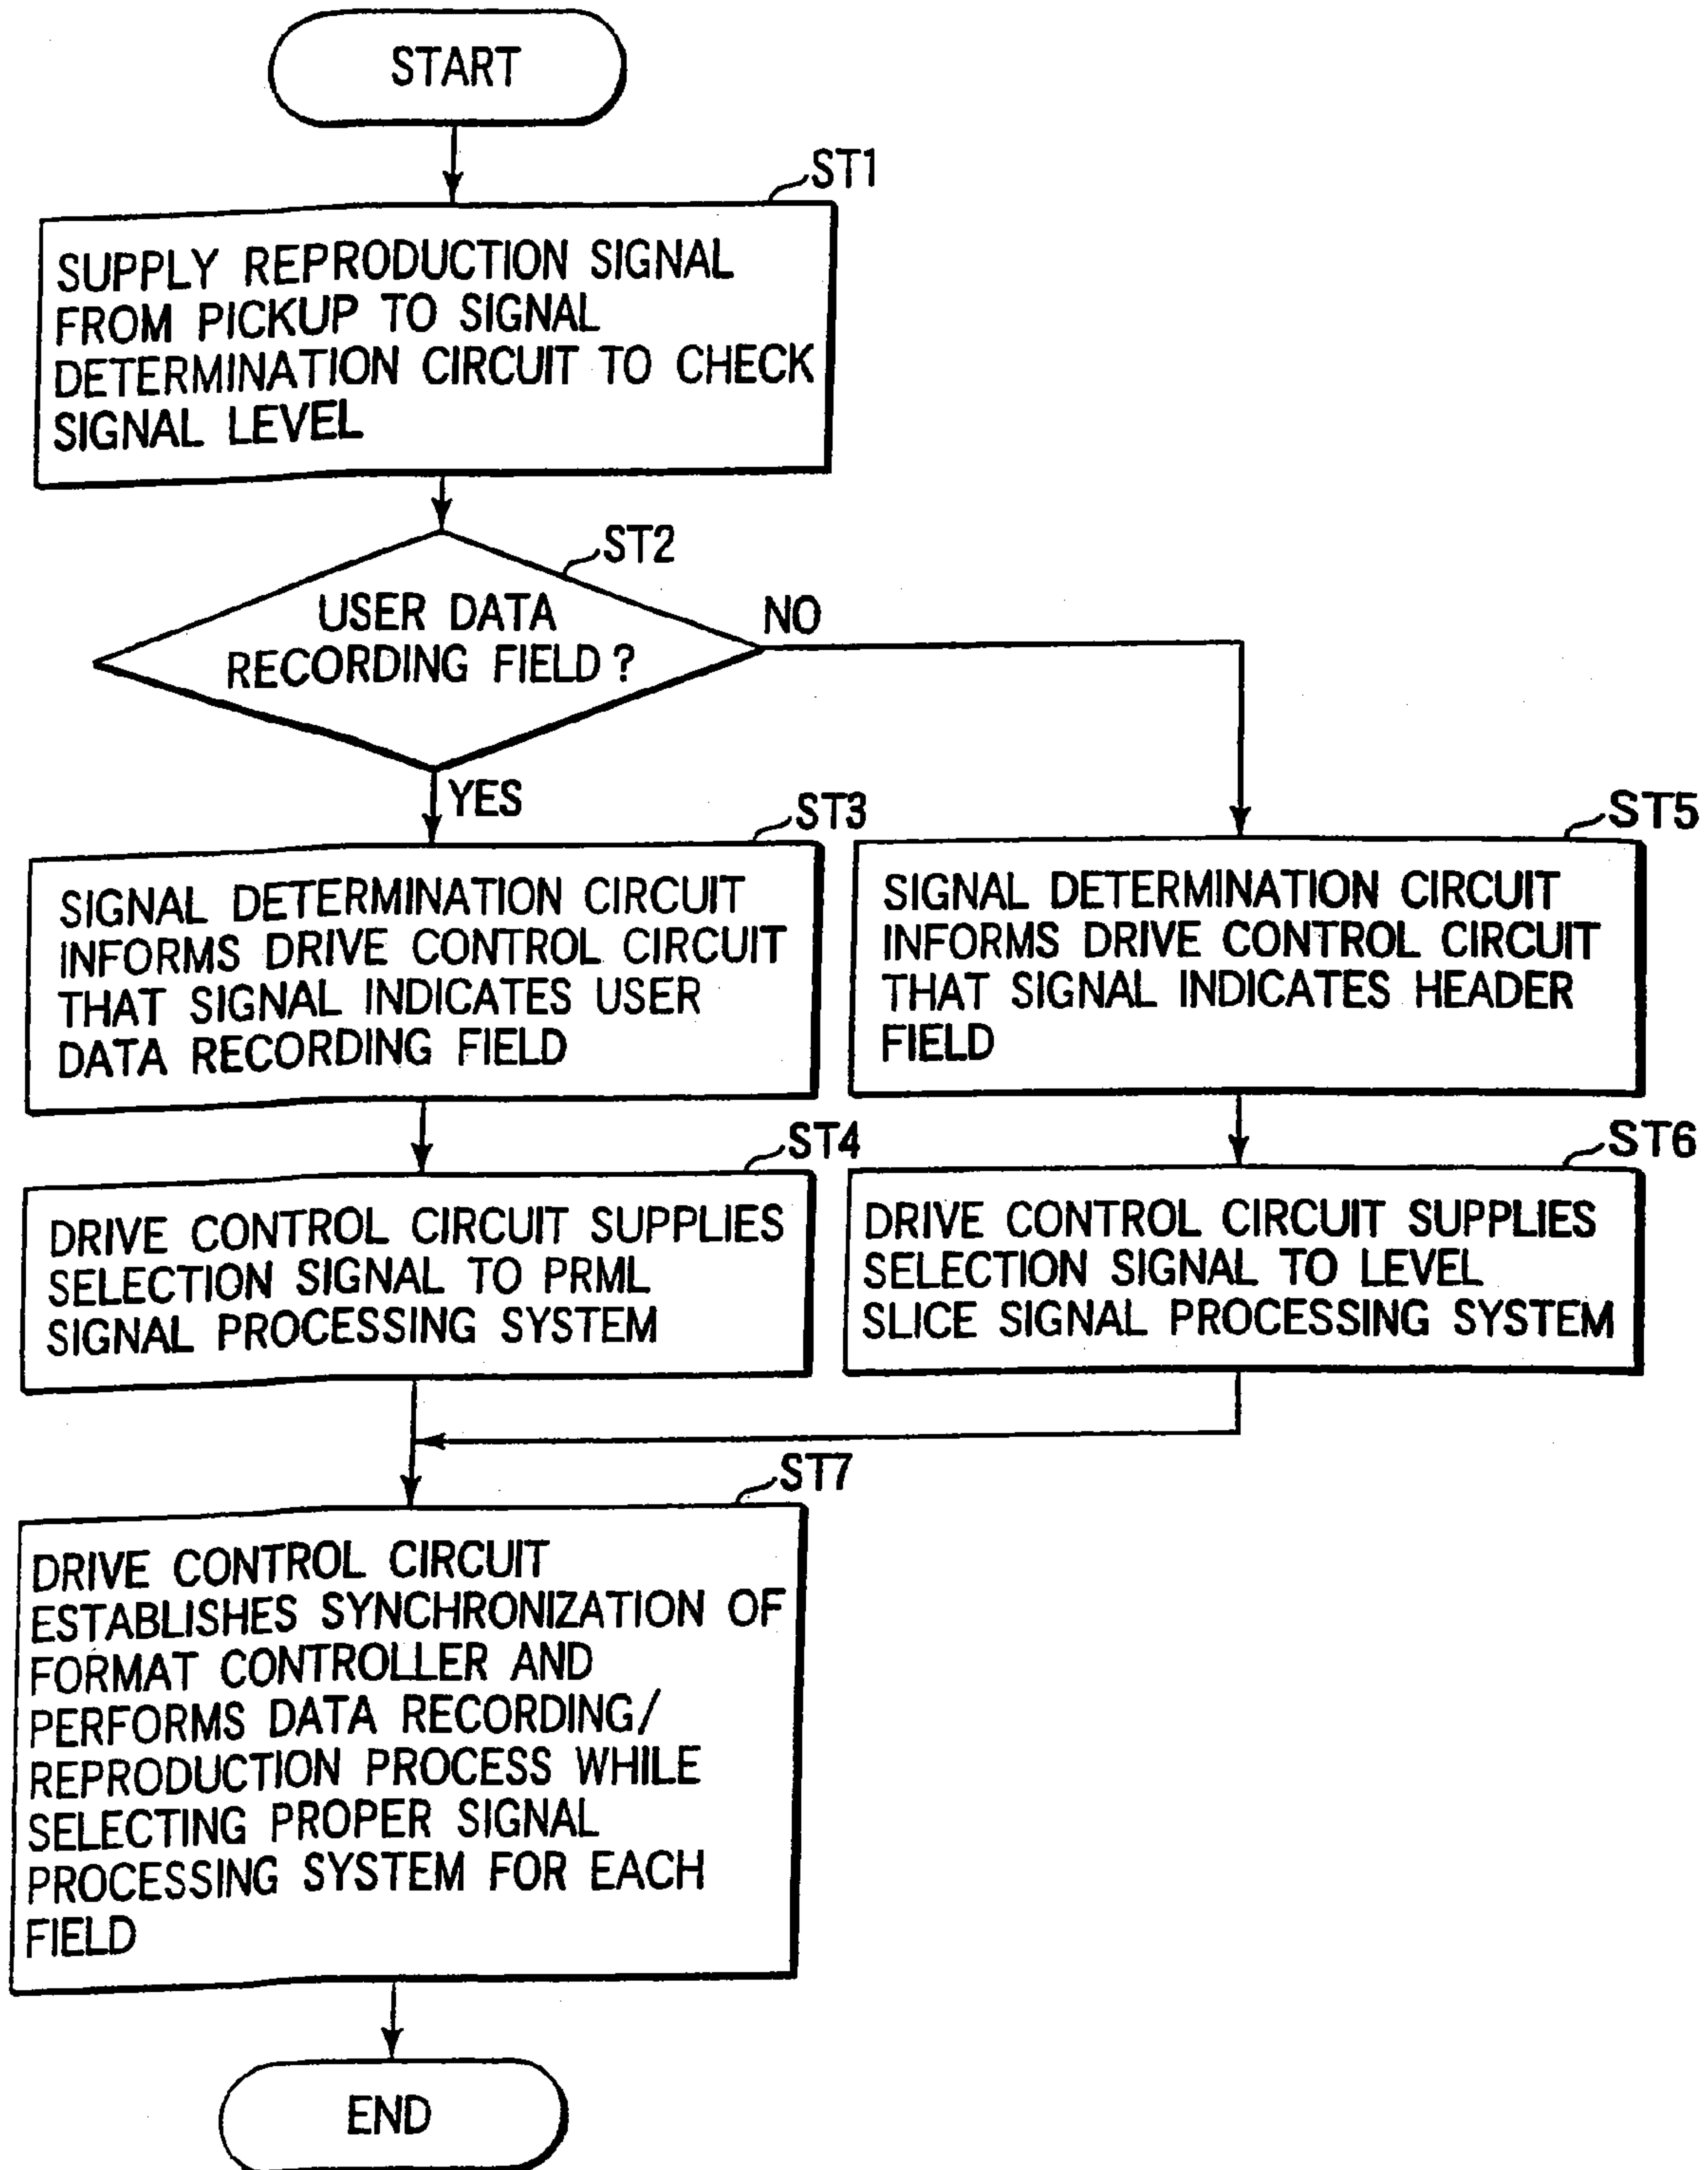 START
ST1
SUPPLY REPRODUCTION SIGNAL
FROM PICKUP TO SIGNAL
DETERMINATION CIRCUIT TO CHECK
SIGNAL LEVEL
ST2
USER DATA
RECORDING FIELD?
NO
YES
ST3
SIGNAL DETERMINATION CIRCUIT
INFORMS DRIVE CONTROL CIRCUIT
THAT SIGNAL INDICATES USER
DATA RECORDING FIELD
ST5
SIGNAL DETERMINATION CIRCUIT
INFORMS DRIVE CONTROL CIRCUIT
THAT SIGNAL INDICATES HEADER
FIELD
ST4
DRIVE CONTROL CIRCUIT SUPPLIES
SELECTION SIGNAL TO PRML
SIGNAL PROCESSING SYSTEM
ST6
DRIVE CONTROL CIRCUIT SUPPLIES
SELECTION SIGNAL TO LEVEL
SLICE SIGNAL PROCESSING SYSTEM
ST7
DRIVE CONTROL CIRCUIT
ESTABLISHES SYNCHRONIZATION OF
FORMAT CONTROLLER AND
PERFORMS DATA RECORDING/
REPRODUCTION PROCESS WHILE
SELECTING PROPER SIGNAL
PROCESSING SYSTEM FOR EACH
FIELD
END